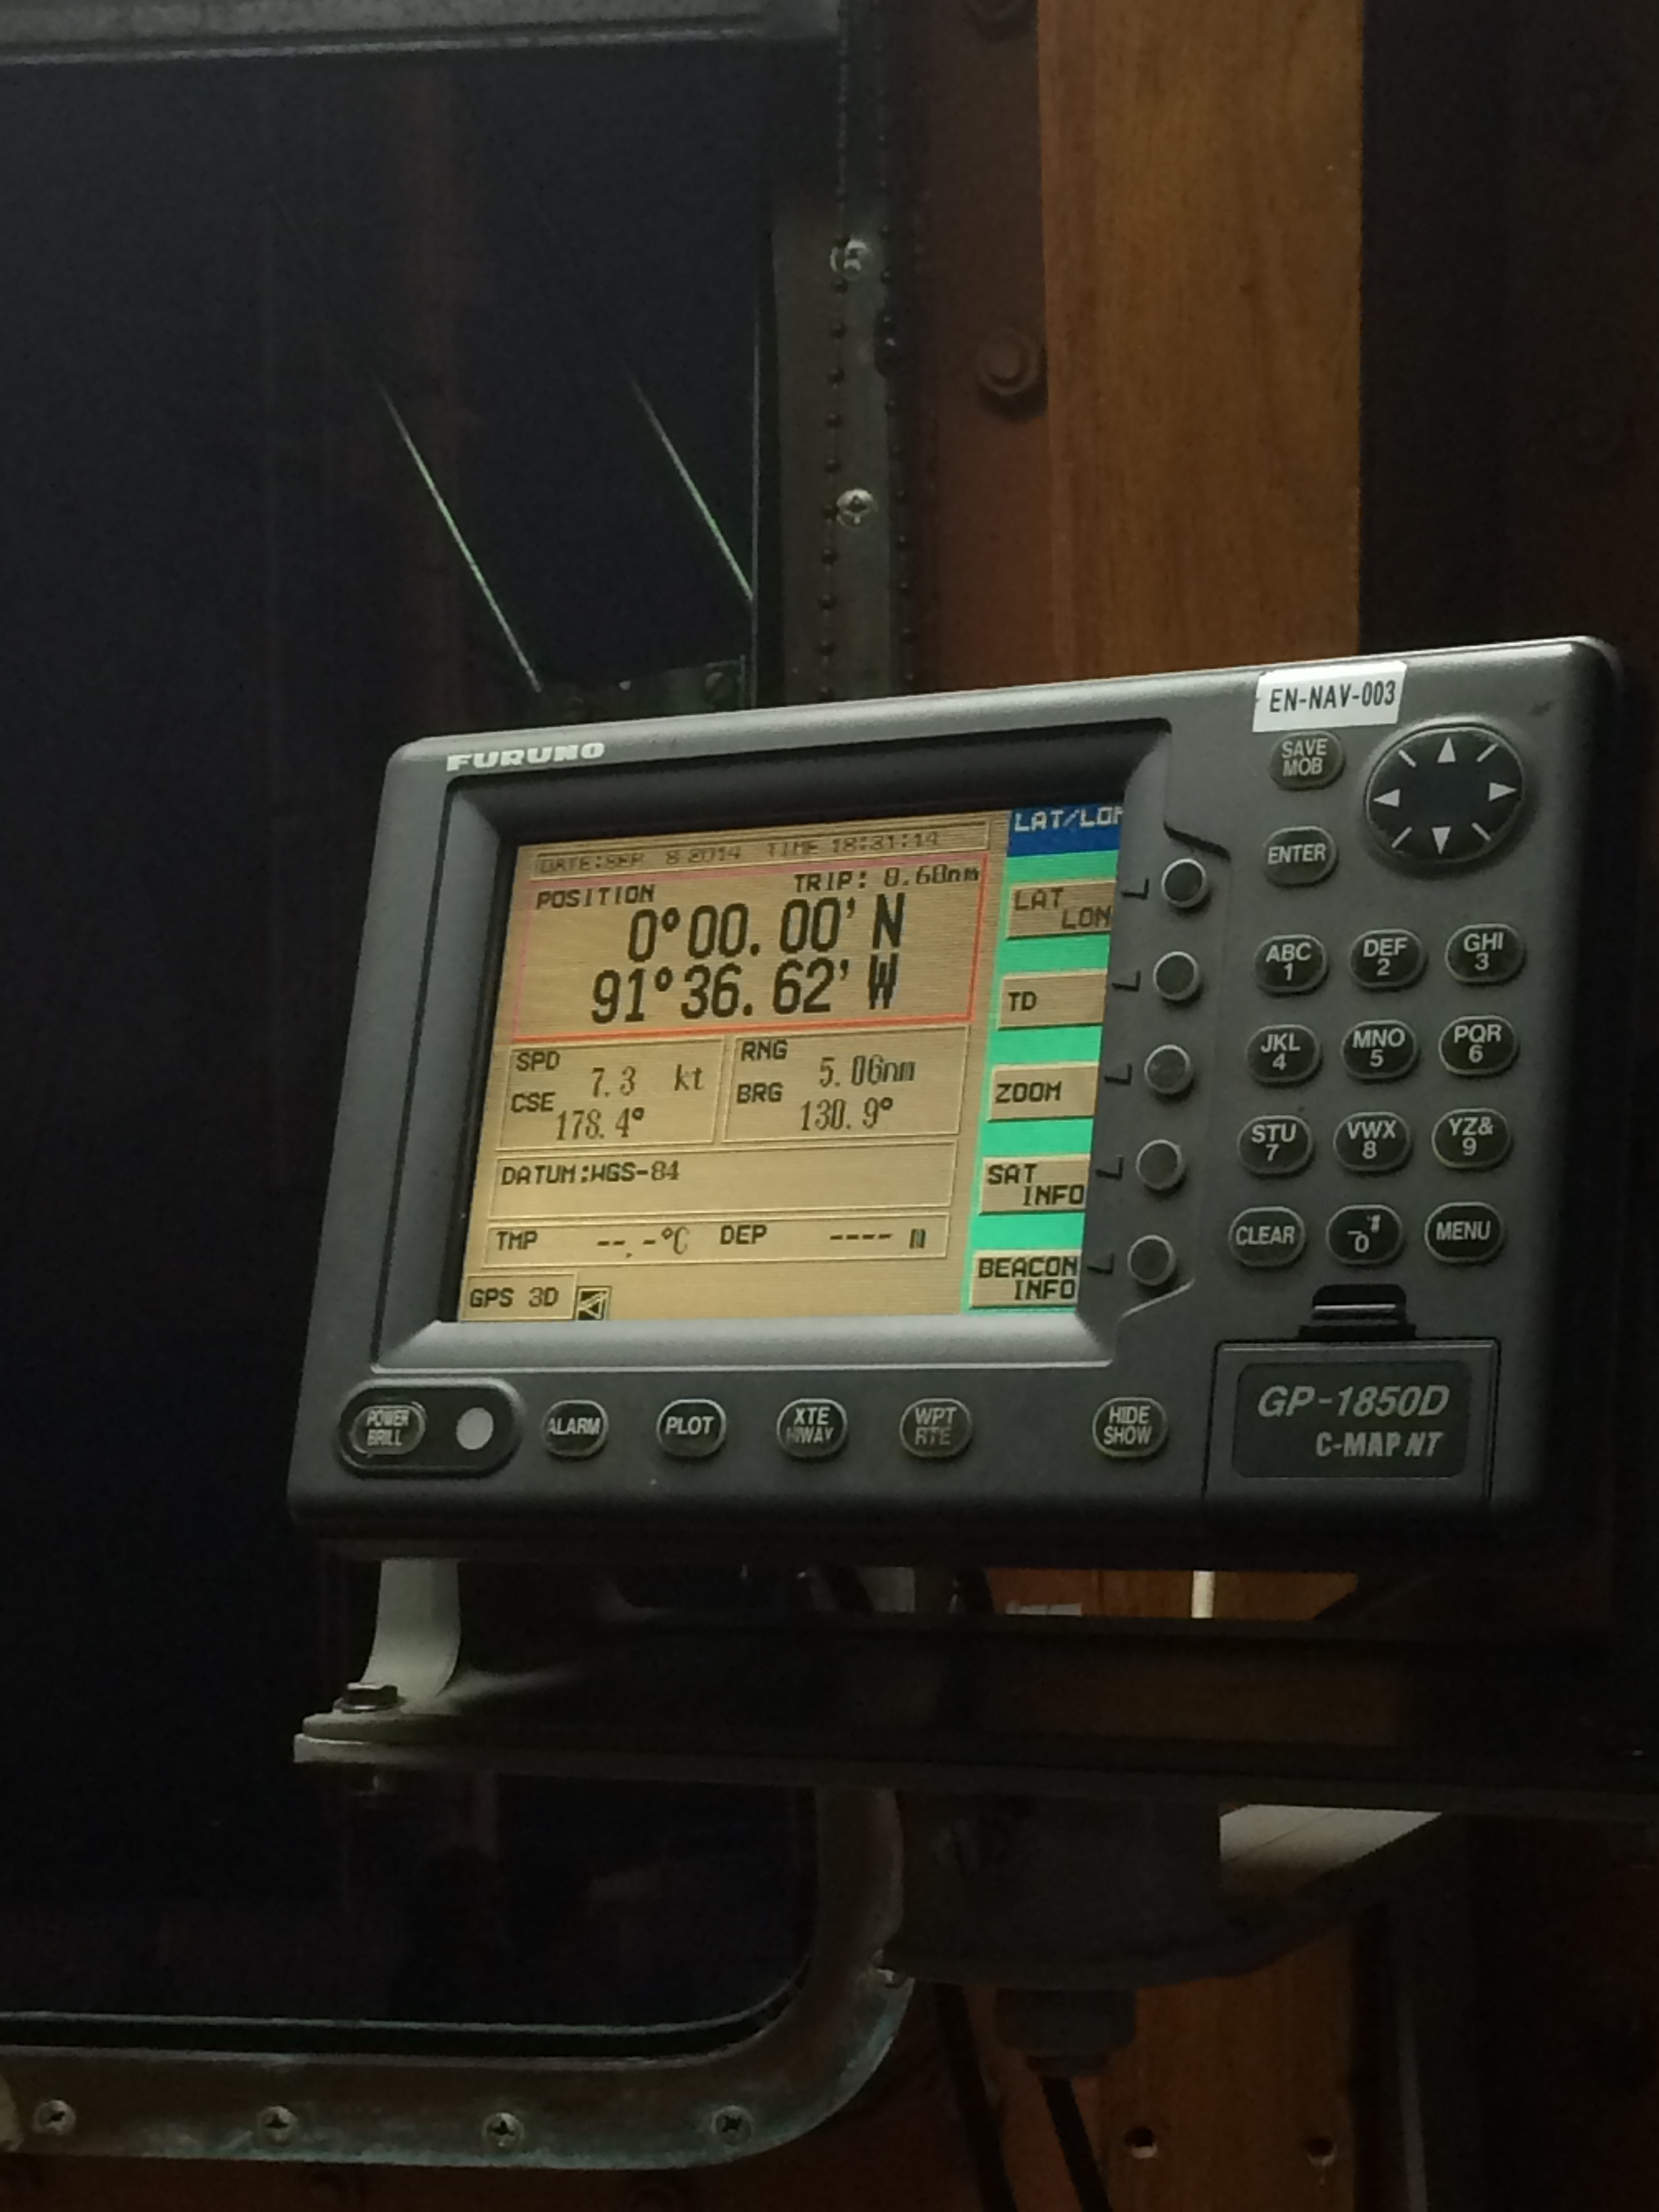 EN-NAV-003
FURUNO
SAVE
MOB
ENTER
DATE:SEP 8 2014 TIME 18:31:14
LAT/LON
POSITION TRIP: 8.68nm
0°00.00' N
91°36.62' W
SPD 7.3 kt
CSE 178.4°
RNG 5.06nm
BRG 130.9°
DATUM:WGS-84
TMP --.-°C DEP ----
GPS 3D
LAT
LON
TD
ZOOM
SAT
INFO
BEACON
INFO
ABC
1
DEF
2
GHI
3
JKL
4
MNO
5
PQR
6
STU
7
VWX
8
YZ&
9
CLEAR
0
MENU
POWER
BRILL
ALARM
PLOT
XTE
HIWAY
WPT
RTE
HIDE
SHOW
GP-1850D
C-MAP NT